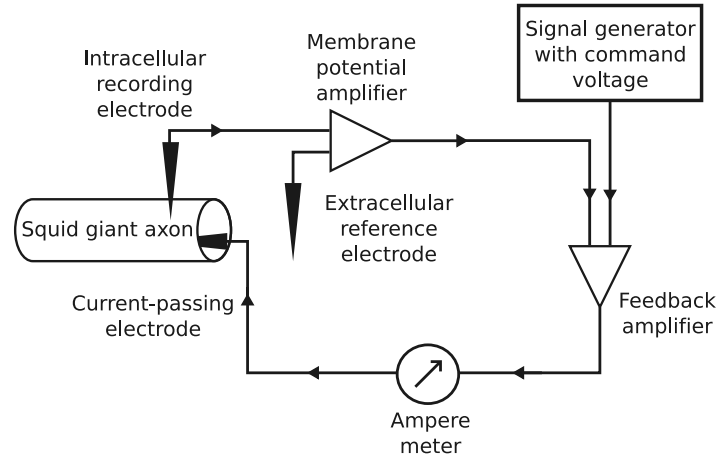 Intracellular
recording
electrode
Membrane
potential
amplifier
Signal generator
with command
voltage
Squid giant axon
Extracellular
reference
electrode
Current-passing
electrode
Feedback
amplifier
Ampere
meter